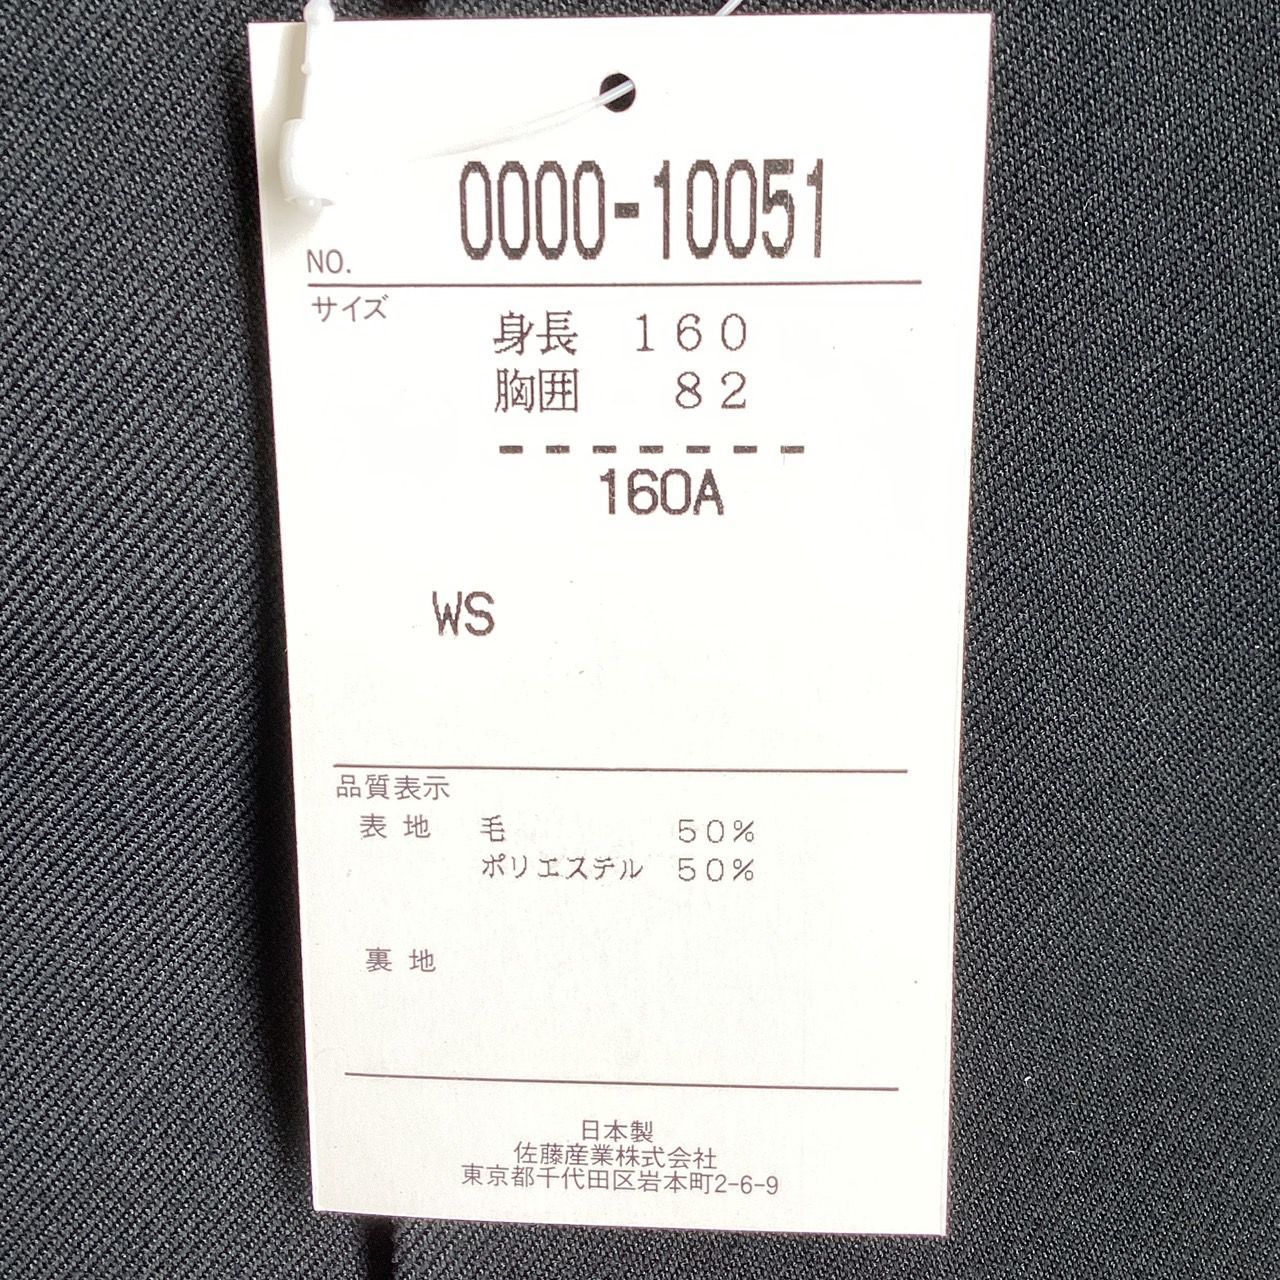 0000-10051
NO.
サイズ
身長 160
胸囲 82
-------
160A
WS
品質表示
表地 毛 50%
ポリエステル 50%
裏地
日本製
佐藤産業株式会社
東京都千代田区岩本町2-6-9